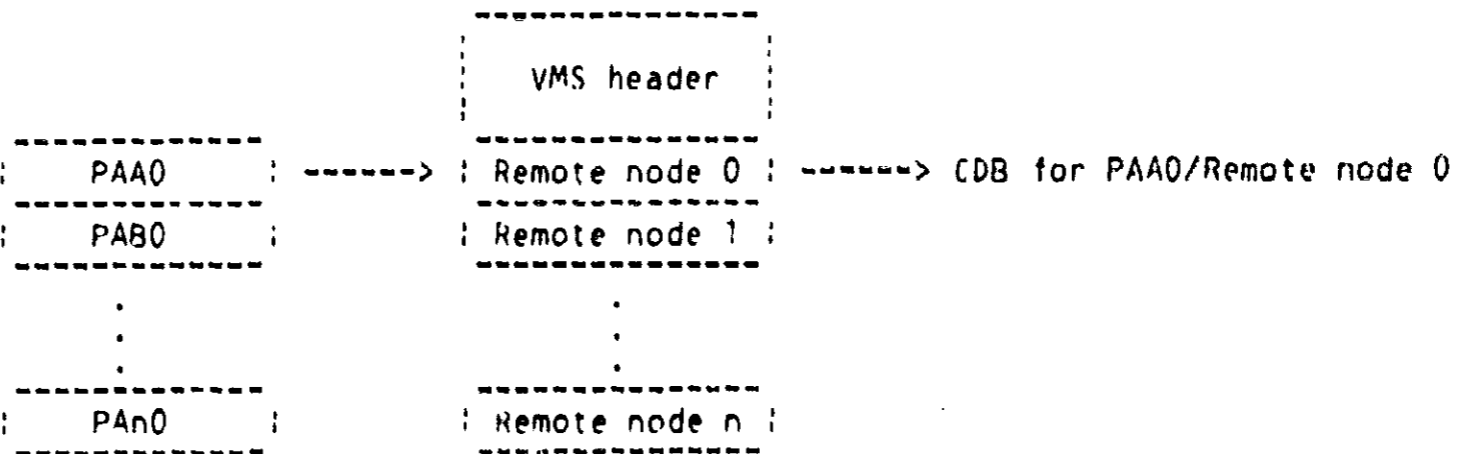 VMS header
PAA0 ------> Remote node 0 ------> CDB for PAA0/Remote node 0
PAB0 Remote node 1
PAn0 Remote node n